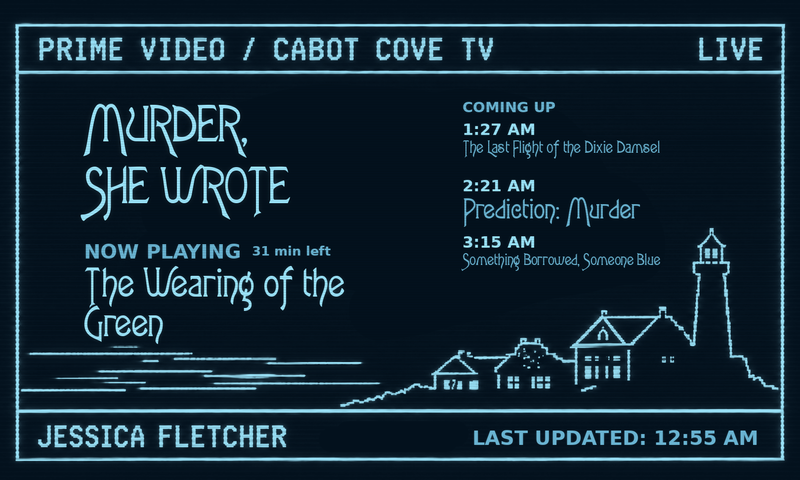 PRIME VIDEO / CABOT COVE TV
LIVE
MURDER,
SHE WROTE
NOW PLAYING 31 min left
The Wearing of the
Green
COMING UP
1:27 AM
The Last Flight of the Dixie Damsel
2:21 AM
Prediction: Murder
3:15 AM
Something Borrowed, Someone Blue
JESSICA FLETCHER
LAST UPDATED: 12:55 AM